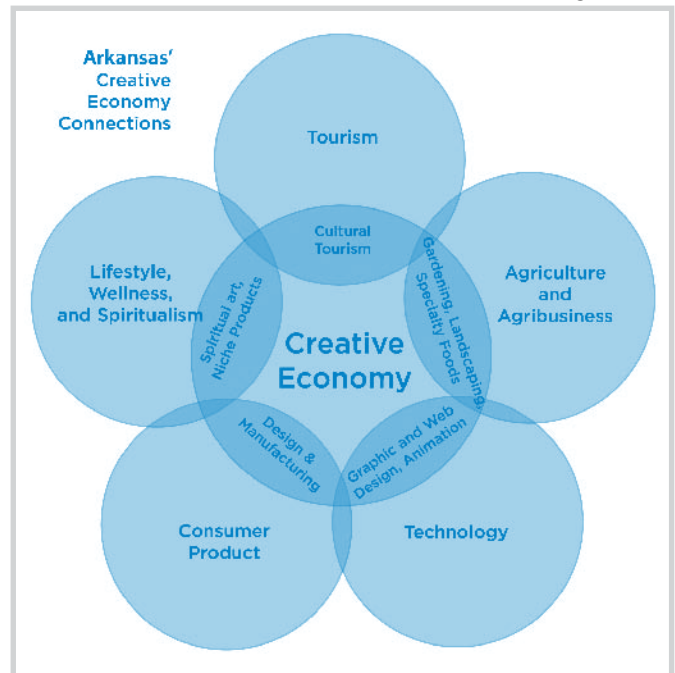 Arkansas'
Creative
Economy
Connections
Tourism
Cultural
Tourism
Lifestyle,
Wellness,
and Spiritualism
Spiritual art,
Niche Products
Gardening, Landscaping,
Specialty Foods
Agriculture
and
Agribusiness
Creative
Economy
Design &
Manufacturing
Graphic and Web
Design, Animation
Consumer
Product
Technology